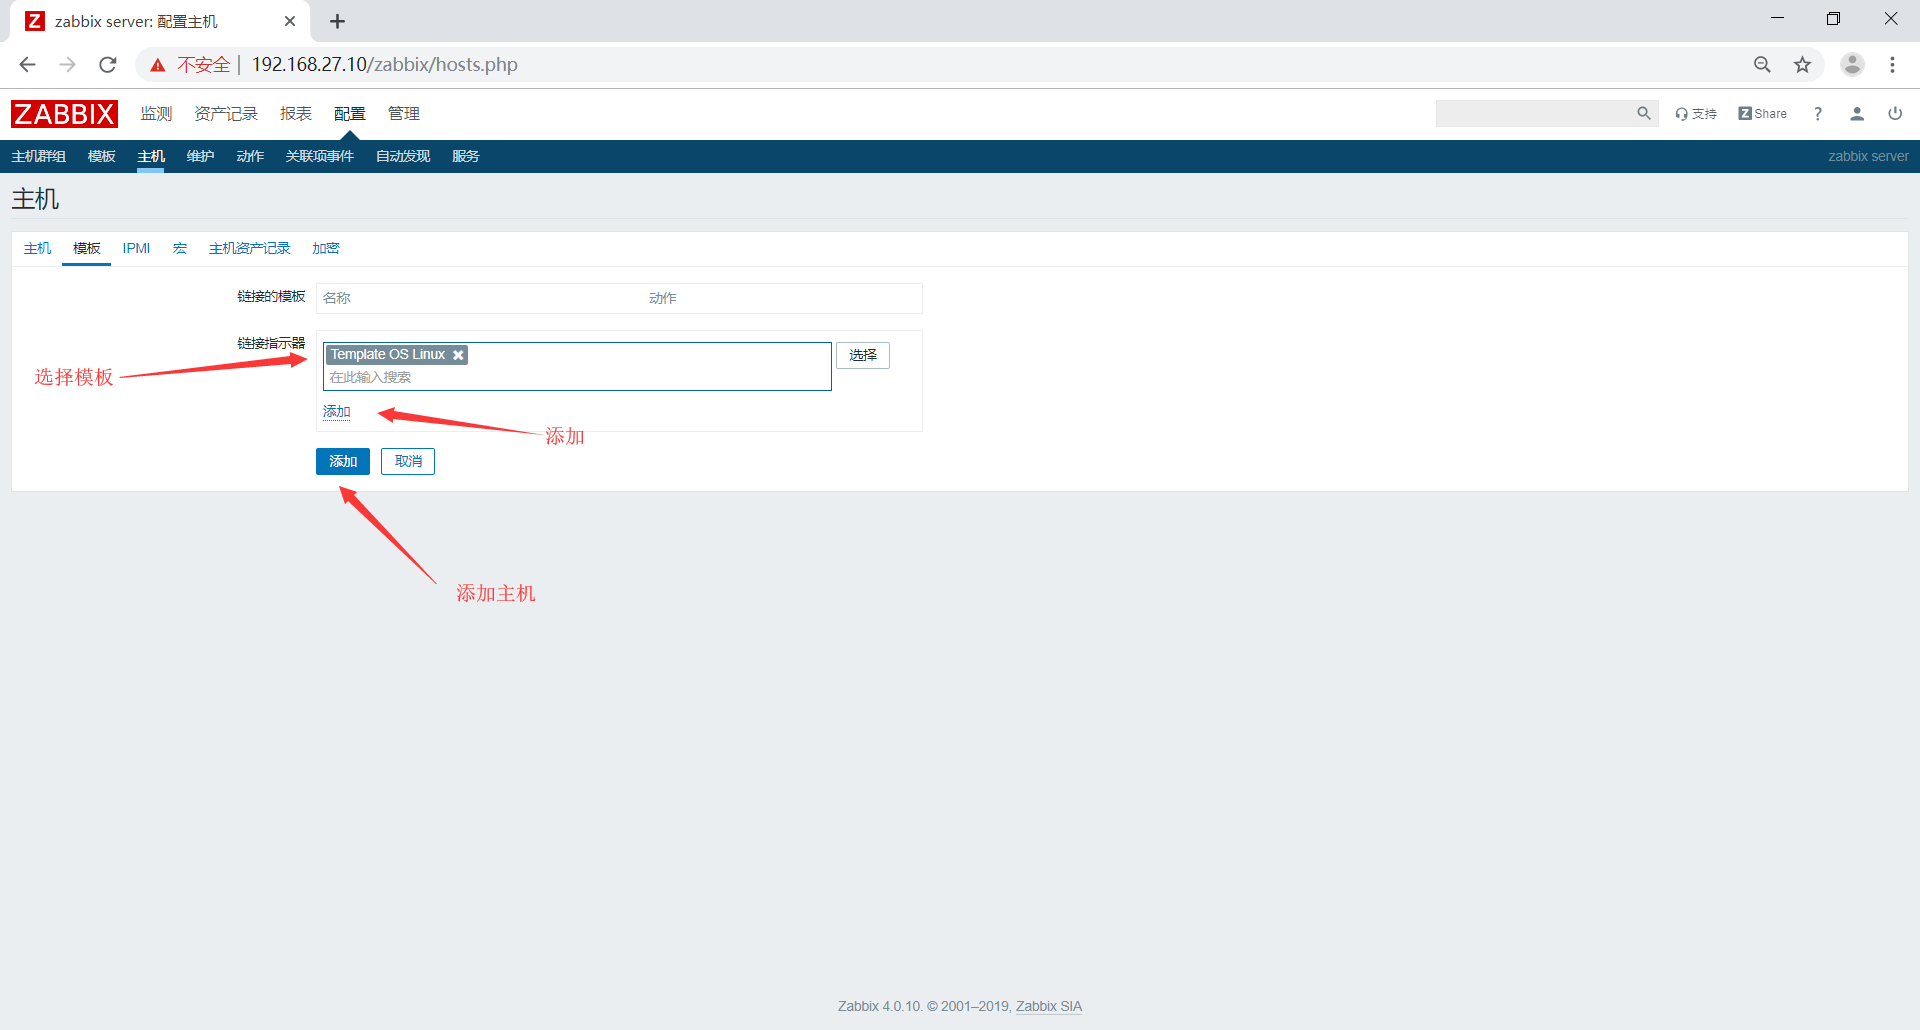 zabbix server: 配置主机
不安全 | 192.168.27.10/zabbix/hosts.php
ZABBIX 监测 资产记录 报表 配置 管理 支持 Z Share ?
主机群组 模板 主机 维护 动作 关联项事件 自动发现 服务 zabbix server
主机
主机 模板 IPMI 宏 主机资产记录 加密
链接的模板 名称 动作
链接指示器
Template OS Linux 选择
在此输入搜索
选择模板
添加
添加
添加 取消
添加主机
Zabbix 4.0.10. © 2001–2019, Zabbix SIA